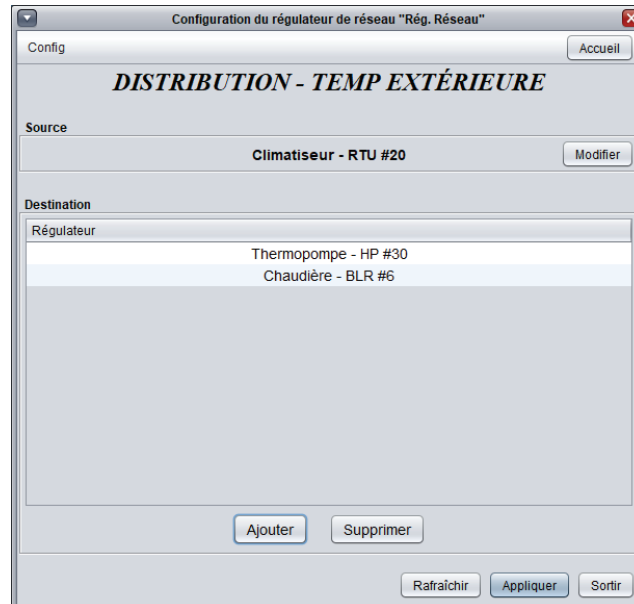 Configuration du régulateur de réseau "Rég. Réseau"
Config
Accueil
DISTRIBUTION - TEMP EXTÉRIEURE
Source
Climatiseur - RTU #20
Modifier
Destination
Régulateur
Thermopompe - HP #30
Chaudière - BLR #6
Ajouter
Supprimer
Rafraîchir
Appliquer
Sortir